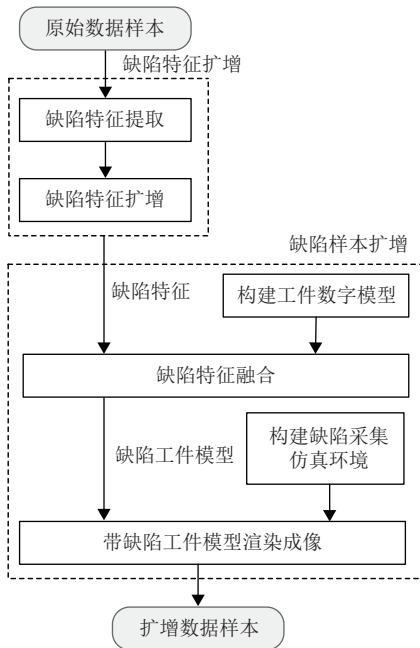 原始数据样本
缺陷特征扩增
缺陷特征提取
缺陷特征扩增
缺陷样本扩增
缺陷特征
构建工件数字模型
缺陷特征融合
缺陷工件模型
构建缺陷采集
仿真环境
带缺陷工件模型渲染成像
扩增数据样本